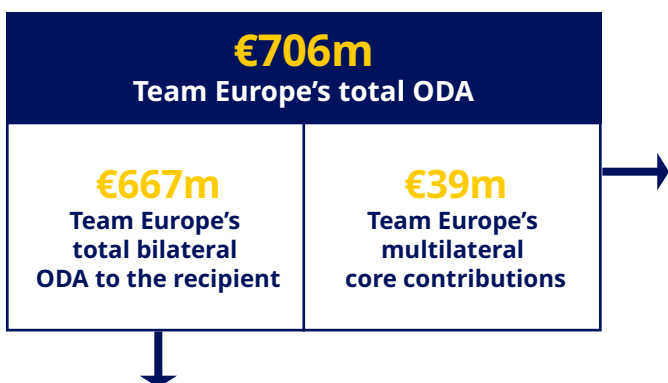 €706m
Team Europe’s total ODA
€667m
Team Europe’s
total bilateral
ODA to the recipient
€39m
Team Europe’s
multilateral
core contributions